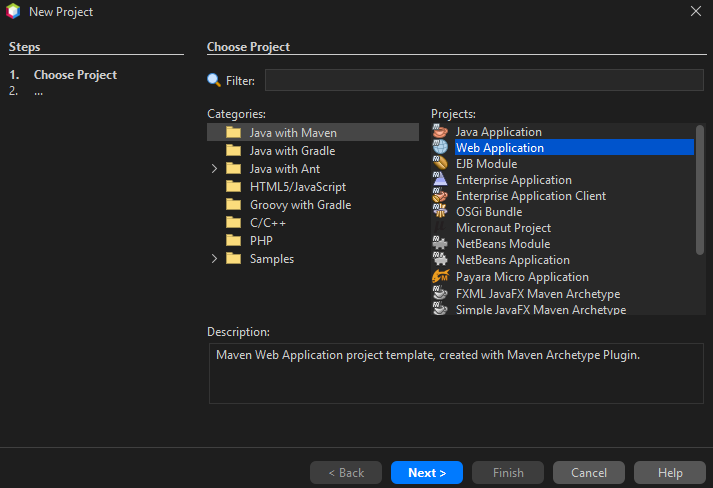 New Project
Steps
1. Choose Project
2. ...
Choose Project
Filter:
Categories:
Java with Maven
Java with Gradle
Java with Ant
HTML5/JavaScript
Groovy with Gradle
C/C++
PHP
Samples
Projects:
Java Application
Web Application
EJB Module
Enterprise Application
Enterprise Application Client
OSGi Bundle
Micronaut Project
NetBeans Module
NetBeans Application
Payara Micro Application
FXML JavaFX Maven Archetype
Simple JavaFX Maven Archetype
Description:
Maven Web Application project template, created with Maven Archetype Plugin.
< Back
Next >
Finish
Cancel
Help